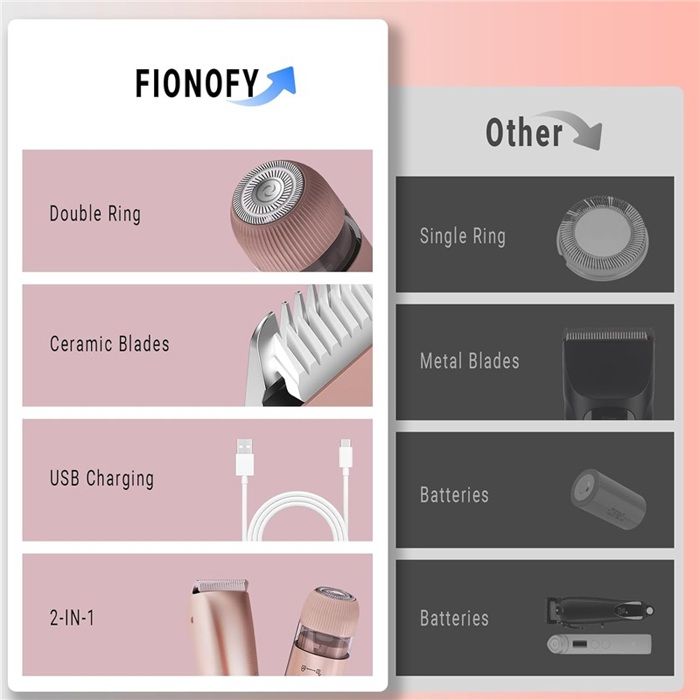 FIONOFY
Other
Double Ring
Single Ring
Ceramic Blades
Metal Blades
USB Charging
Batteries
2-IN-1
Batteries